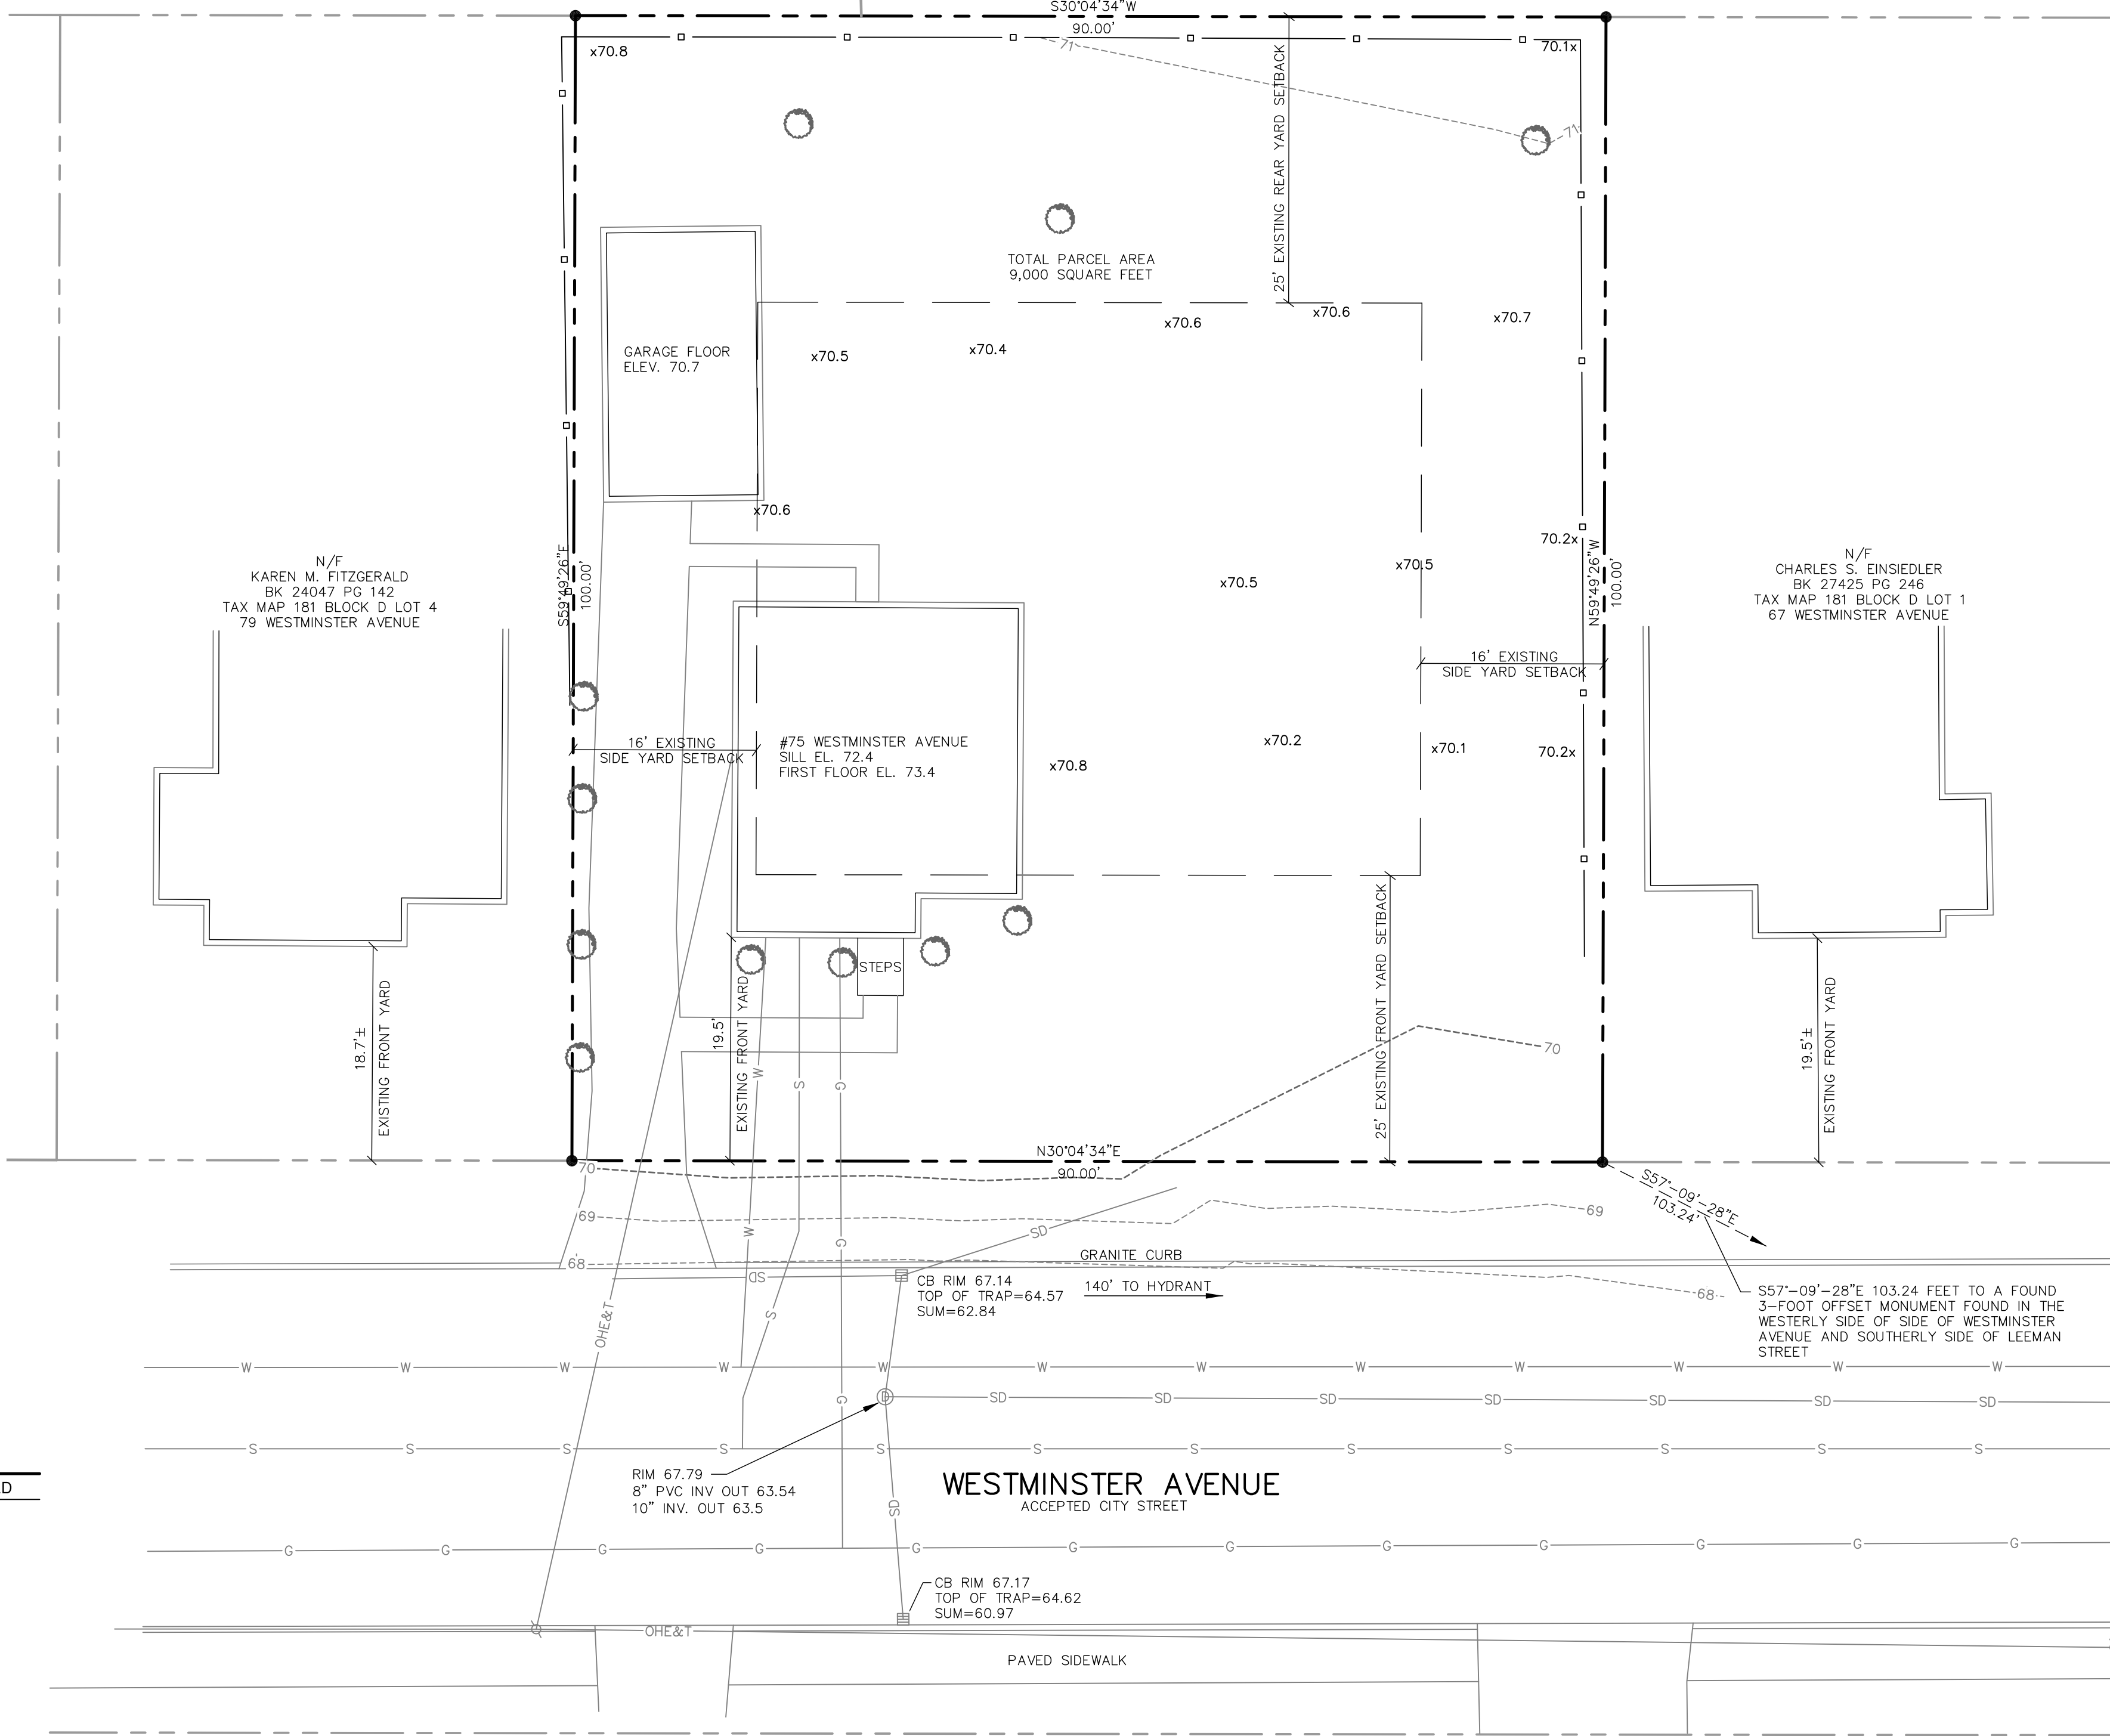 S30°04'34"W
90.00'
x70.8
71
70.1x
71
25' EXISTING REAR YARD SETBACK
TOTAL PARCEL AREA
9,000 SQUARE FEET
x70.6
x70.6
x70.7
GARAGE FLOOR
ELEV. 70.7
x70.5
x70.4
x70.6
70.2x
x70.5
x70.5
S59°49'26"E
100.00'
N59°49'26"W
100.00'
N/F
KAREN M. FITZGERALD
BK 24047 PG 142
TAX MAP 181 BLOCK D LOT 4
79 WESTMINSTER AVENUE
N/F
CHARLES S. EINSIEDLER
BK 27425 PG 246
TAX MAP 181 BLOCK D LOT 1
67 WESTMINSTER AVENUE
16' EXISTING
SIDE YARD SETBACK
16' EXISTING
SIDE YARD SETBACK
#75 WESTMINSTER AVENUE
SILL EL. 72.4
FIRST FLOOR EL. 73.4
x70.8
x70.2
x70.1
70.2x
STEPS
18.7'±
EXISTING FRONT YARD
19.5'
EXISTING FRONT YARD
25' EXISTING FRONT YARD SETBACK
19.5'±
EXISTING FRONT YARD
W
S
G
70
N30°04'34"E
90.00'
70
S57°-09'-28"E
103.24'
69
69
W
G
SD
GRANITE CURB
68
SD
CB RIM 67.14
TOP OF TRAP=64.57
SUM=62.84
140' TO HYDRANT
68
S57°-09'-28"E 103.24 FEET TO A FOUND
3-FOOT OFFSET MONUMENT FOUND IN THE
WESTERLY SIDE OF SIDE OF WESTMINSTER
AVENUE AND SOUTHERLY SIDE OF LEEMAN
STREET
OHE&T
S
W W W W W W W W W W W W
G
D
SD SD SD SD SD SD SD
S S S S S S S S S S S S
RIM 67.79
8" PVC INV OUT 63.54
10" INV. OUT 63.5
D
SD
WESTMINSTER AVENUE
ACCEPTED CITY STREET
G G G G G G G G G G G G
CB RIM 67.17
TOP OF TRAP=64.62
SUM=60.97
OHE&T
PAVED SIDEWALK